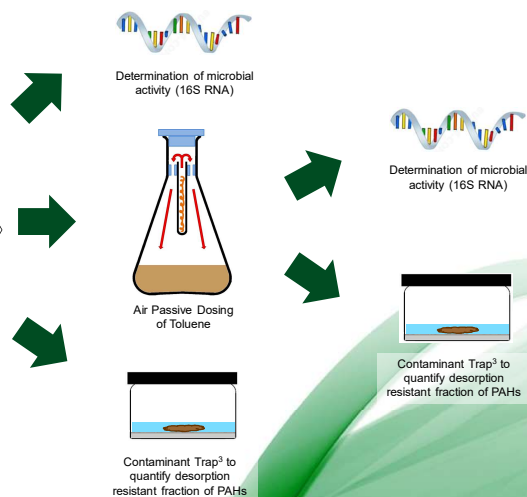 Determination of microbial
activity (16S RNA)
Air Passive Dosing
of Toluene
Contaminant Trap³ to
quantify desorption
resistant fraction of PAHs
Determination of microbial
activity (16S RNA)
Contaminant Trap³ to
quantify desorption
resistant fraction of PAHs